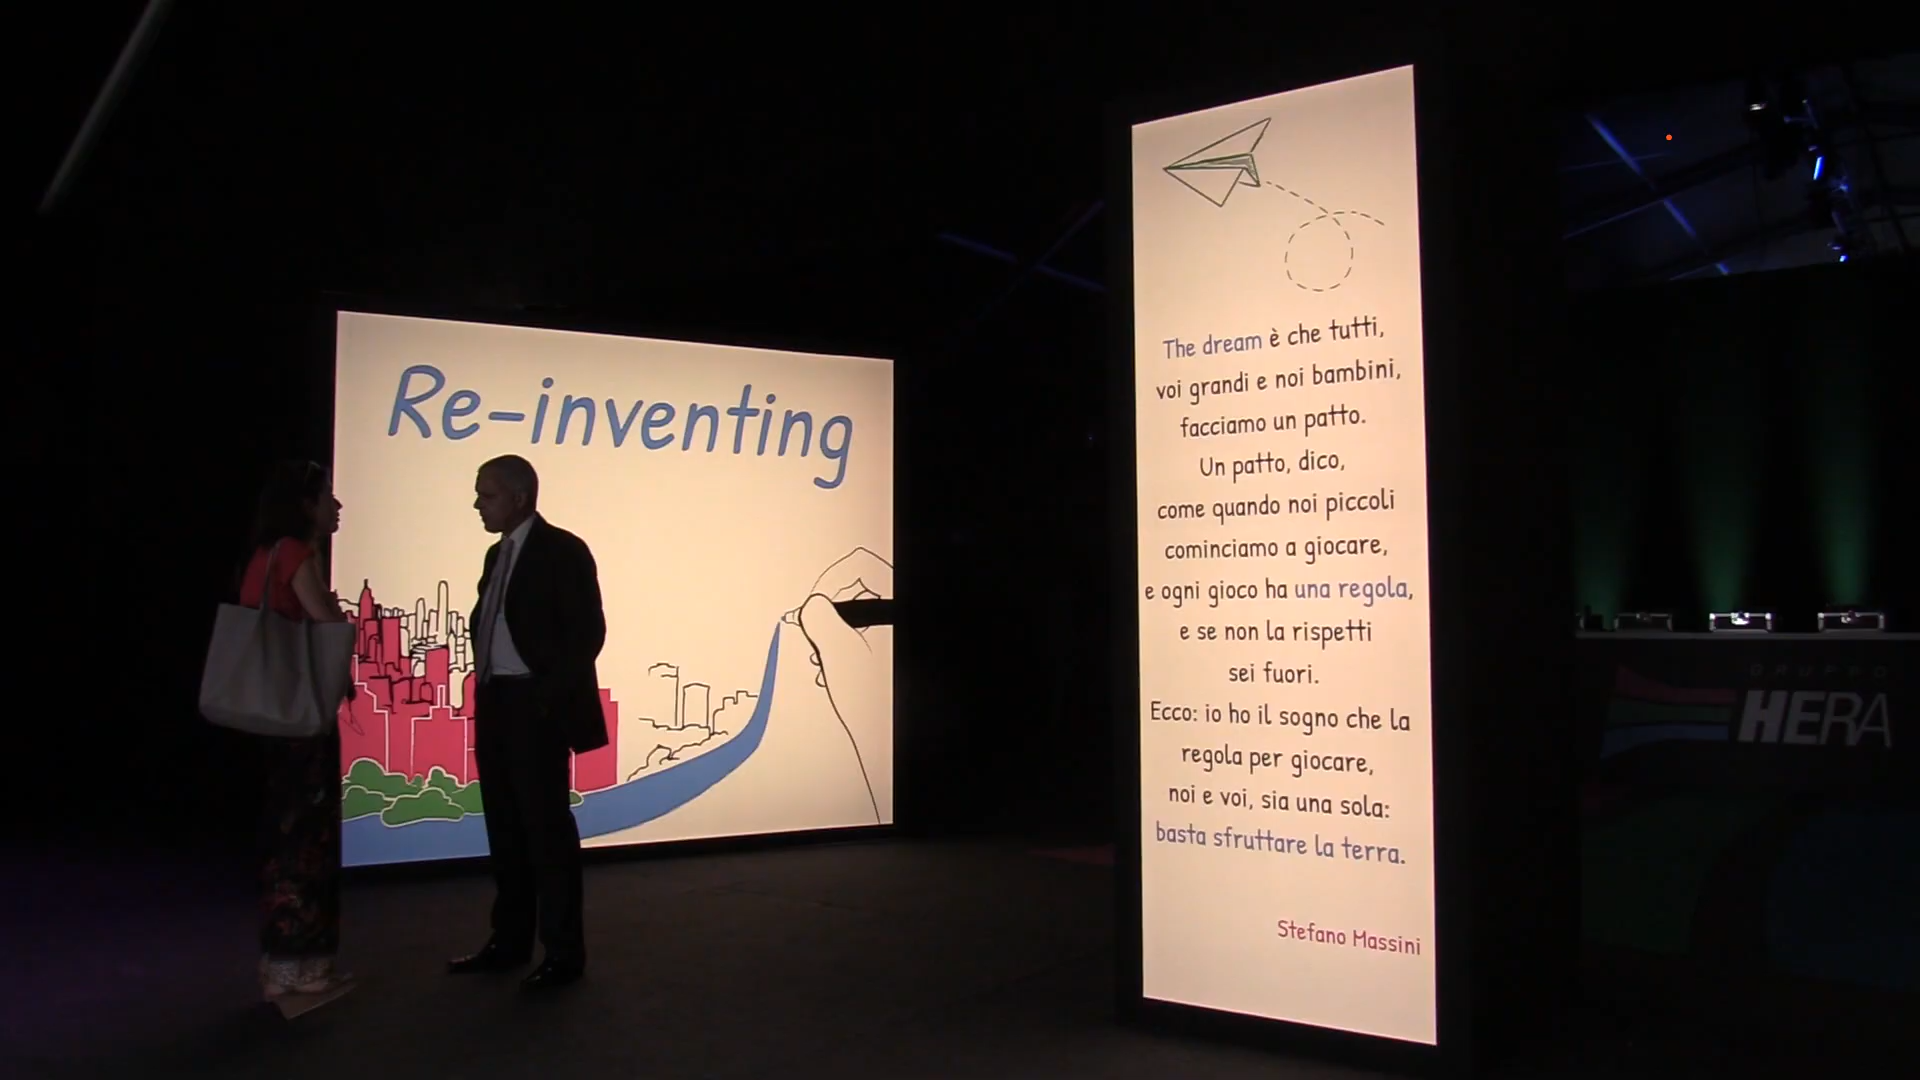 Re-inventing
The dream è che tutti,
voi grandi e noi bambini,
facciamo un patto.
Un patto, dico,
come quando noi piccoli
cominciamo a giocare,
e ogni gioco ha una regola,
e se non la rispetti
sei fuori.
Ecco: io ho il sogno che la
regola per giocare,
noi e voi, sia una sola:
basta sfruttare la terra.
Stefano Massini
GRUPPO
HERA